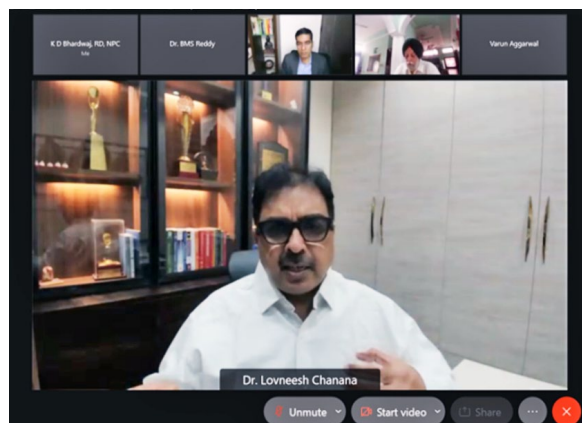 K D Bhardwaj, RD, NPC
Dr. BMS Reddy
Varun Aggarwal
Dr. Lovneesh Chanana
Unmute
Start video
Share